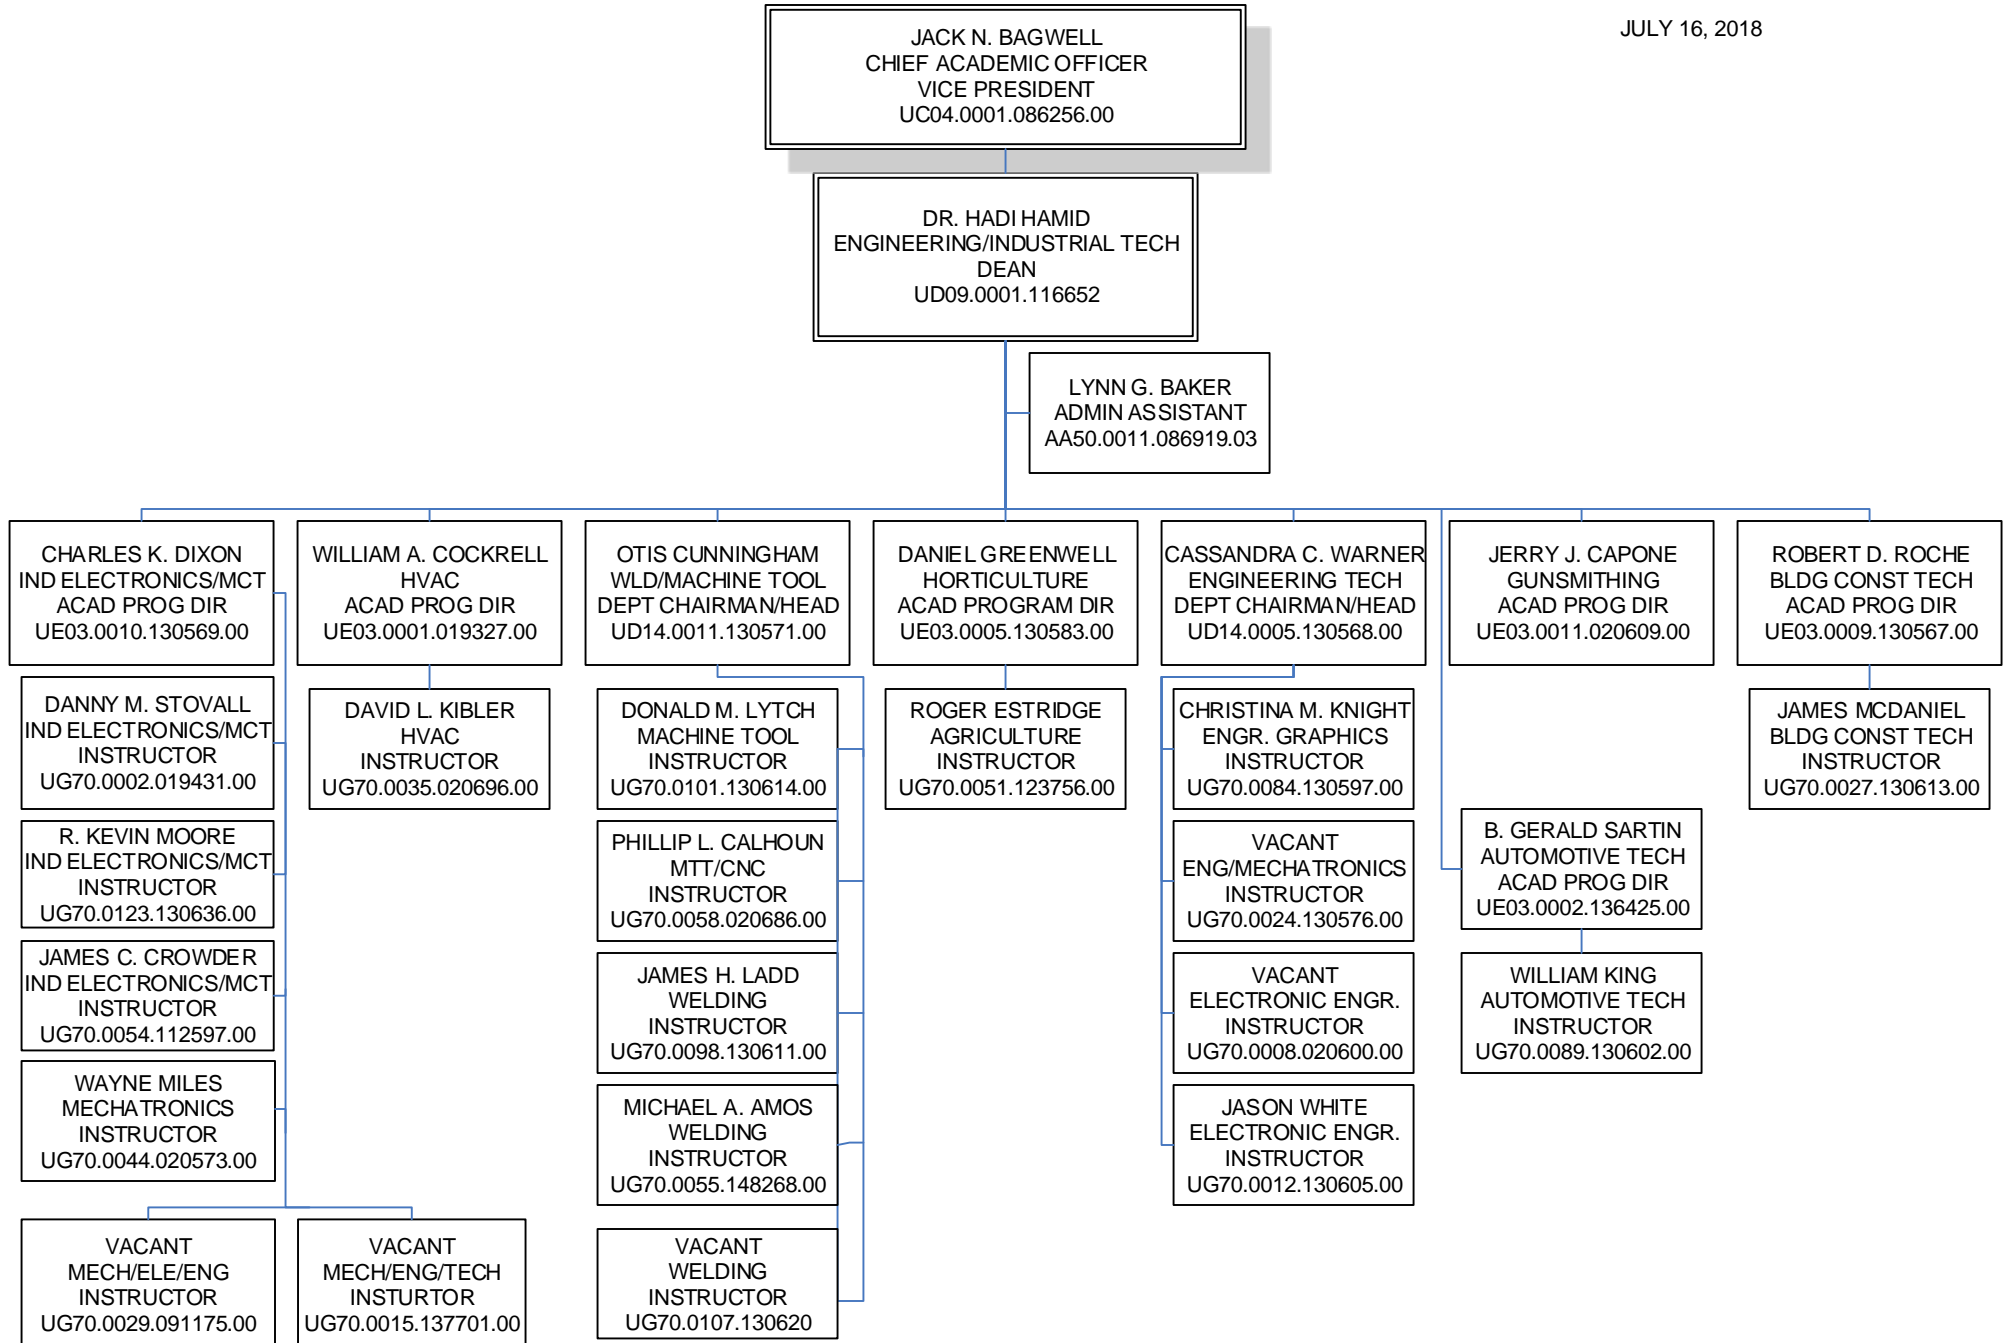 JULY 16, 2018
JACK N. BAGWELL
CHIEF ACADEMIC OFFICER
VICE PRESIDENT
UC04.0001.086256.00
DR. HADI HAMID
ENGINEERING/INDUSTRIAL TECH
DEAN
UD09.0001.116652
LYNN G. BAKER
ADMIN ASSISTANT
AA50.0011.086919.03
CHARLES K. DIXON
IND ELECTRONICS/MCT
ACAD PROG DIR
UE03.0010.130569.00
WILLIAM A. COCKRELL
HVAC
ACAD PROG DIR
UE03.0001.019327.00
OTIS CUNNINGHAM
WLD/MACHINE TOOL
DEPT CHAIRMAN/HEAD
UD14.0011.130571.00
DANIEL GREENWELL
HORTICULTURE
ACAD PROGRAM DIR
UE03.0005.130583.00
CASSANDRA C. WARNER
ENGINEERING TECH
DEPT CHAIRMAN/HEAD
UD14.0005.130568.00
JERRY J. CAPONE
GUNSMITHING
ACAD PROG DIR
UE03.0011.020609.00
ROBERT D. ROCHE
BLDG CONST TECH
ACAD PROG DIR
UE03.0009.130567.00
DANNY M. STOVALL
IND ELECTRONICS/MCT
INSTRUCTOR
UG70.0002.019431.00
DAVID L. KIBLER
HVAC
INSTRUCTOR
UG70.0035.020696.00
DONALD M. LYTCH
MACHINE TOOL
INSTRUCTOR
UG70.0101.130614.00
ROGER ESTRIDGE
AGRICULTURE
INSTRUCTOR
UG70.0051.123756.00
CHRISTINA M. KNIGHT
ENGR. GRAPHICS
INSTRUCTOR
UG70.0084.130597.00
JAMES MCDANIEL
BLDG CONST TECH
INSTRUCTOR
UG70.0027.130613.00
R. KEVIN MOORE
IND ELECTRONICS/MCT
INSTRUCTOR
UG70.0123.130636.00
PHILLIP L. CALHOUN
MTT/CNC
INSTRUCTOR
UG70.0058.020686.00
VACANT
ENG/MECHATRONICS
INSTRUCTOR
UG70.0024.130576.00
B. GERALD SARTIN
AUTOMOTIVE TECH
ACAD PROG DIR
UE03.0002.136425.00
JAMES C. CROWDER
IND ELECTRONICS/MCT
INSTRUCTOR
UG70.0054.112597.00
JAMES H. LADD
WELDING
INSTRUCTOR
UG70.0098.130611.00
VACANT
ELECTRONIC ENGR.
INSTRUCTOR
UG70.0008.020600.00
WILLIAM KING
AUTOMOTIVE TECH
INSTRUCTOR
UG70.0089.130602.00
WAYNE MILES
MECHATRONICS
INSTRUCTOR
UG70.0044.020573.00
MICHAEL A. AMOS
WELDING
INSTRUCTOR
UG70.0055.148268.00
JASON WHITE
ELECTRONIC ENGR.
INSTRUCTOR
UG70.0012.130605.00
VACANT
MECH/ELE/ENG
INSTRUCTOR
UG70.0029.091175.00
VACANT
MECH/ENG/TECH
INSTURTOR
UG70.0015.137701.00
VACANT
WELDING
INSTRUCTOR
UG70.0107.130620